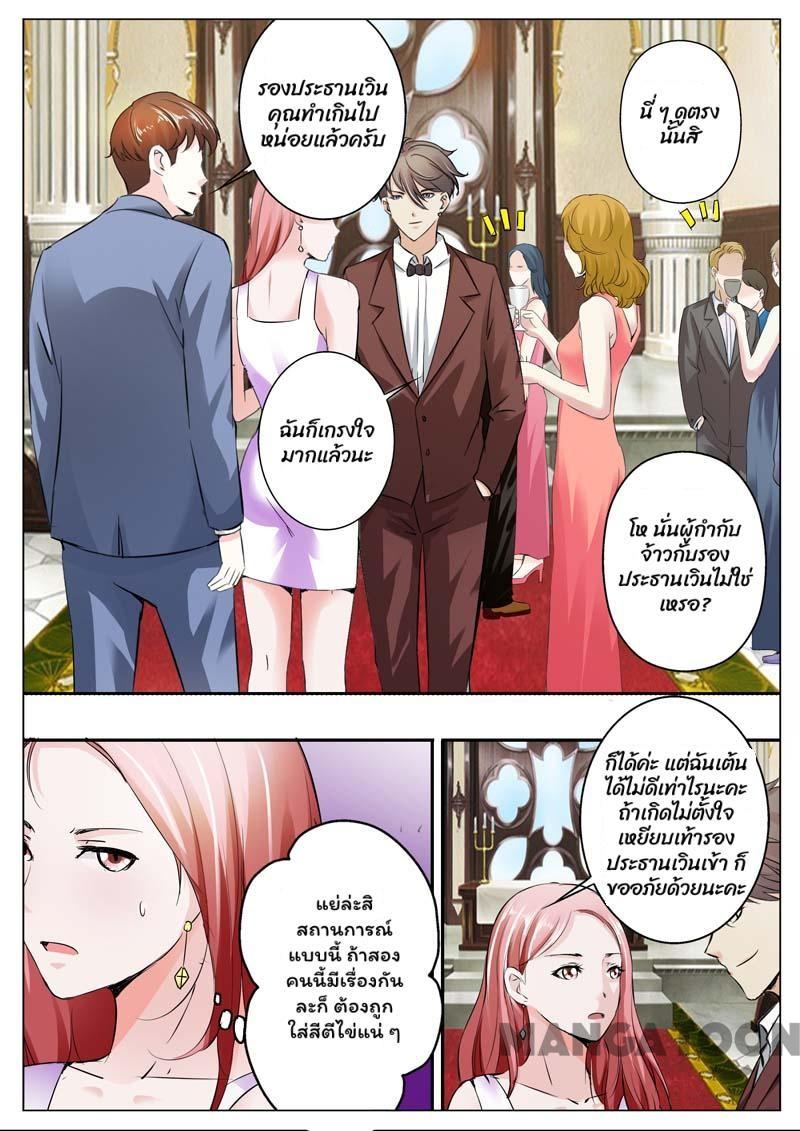 รองประธานเวิน
คุณทำเกินไป
หน่อยแล้วครับ
นี่ ๆ ดูตรง
นั้นสิ
ฉันก็เกรงใจ
มากแล้วนะ
โห นั่นผู้กำกับ
จ้าวกับรอง
ประธานเวินไม่ใช่
เหรอ?
แย่ล่ะสิ
สถานการณ์
แบบนี้ ถ้าสอง
คนนี้มีเรื่องกัน
ละก็ ต้องถูก
ใส่สีตีไข่แน่ ๆ
ก็ได้ค่ะ แต่ฉันเต้น
ได้ไม่ดีเท่าไรนะคะ
ถ้าเกิดไม่ตั้งใจ
เหยียบเท้ารอง
ประธานเวินเข้า ก็
ขออภัยด้วยนะคะ
MANGATOON